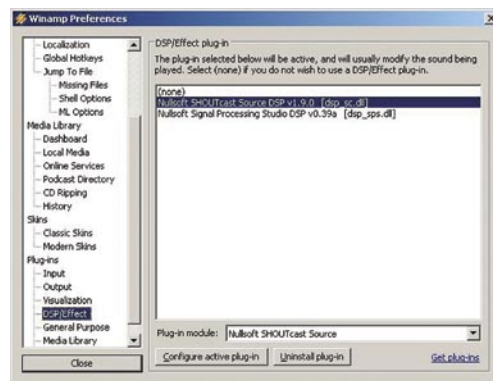 Winamp Preferences
Localization
Global Hotkeys
Jump To File
Missing Files
Shell Options
ML Options
Media Library
Dashboard
Local Media
Online Services
Podcast Directory
CD Ripping
History
Skins
Classic Skins
Modern Skins
Plug-ins
Input
Output
Visualization
DSP/Effect
General Purpose
Media Library
Close
DSP/Effect plug-in
The plug-in selected below will be active, and will usually modify the sound being
played. Select (none) if you do not wish to use a DSP/Effect plug-in.
(none)
Nullsoft SHOUTcast Source DSP v1.9.0 [dsp_sc.dll]
Nullsoft Signal Processing Studio DSP v0.39a [dsp_sps.dll]
Plug-in module: Nullsoft SHOUTcast Source
Configure active plug-in Uninstall plug-in Get plug-ins